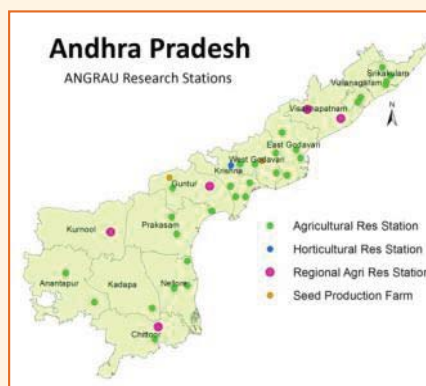 Andhra Pradesh
ANGRAU Research Stations
Srikakulam
Vizianagaram
Visakhapatnam
N
East Godavari
West Godavari
Krishna
Guntur
Prakasam
Kurnool
Anantapur
Kadapa
Nellore
Chittoor
Agricultural Res Station
Horticultural Res Station
Regional Agri Res Station
Seed Production Farm